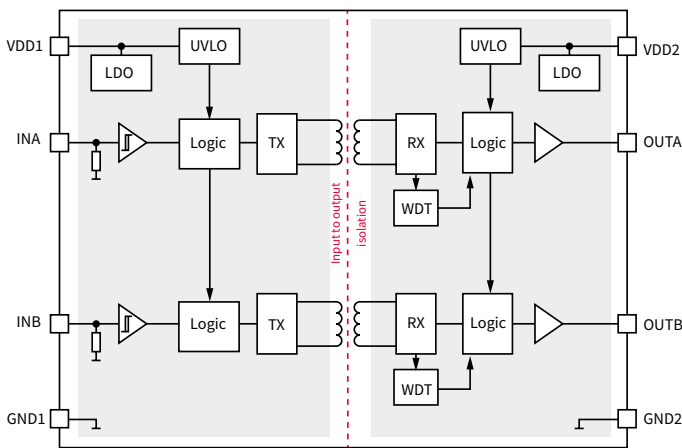 VDD1
UVLO
LDO
UVLO
LDO
VDD2
INA
Logic
TX
RX
Logic
OUTA
WDT
Input to output
isolation
INB
Logic
TX
RX
Logic
OUTB
WDT
GND1
GND2